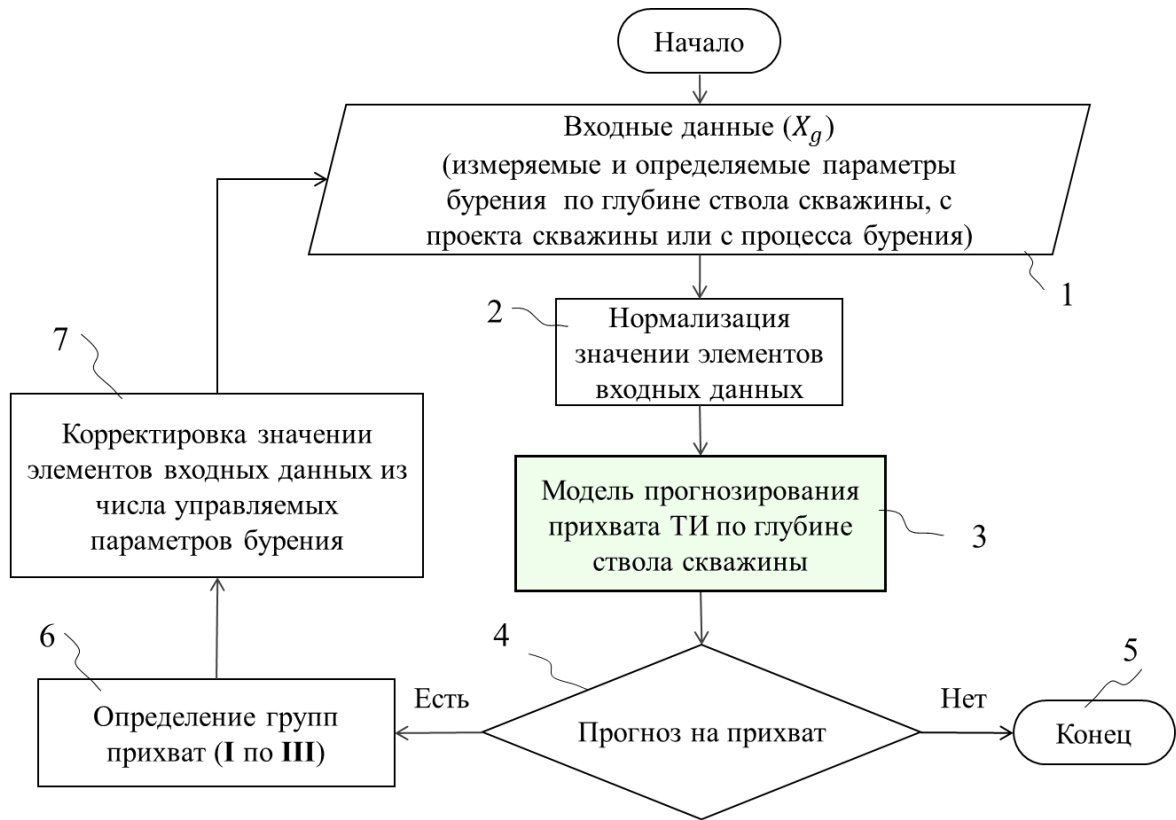 Начало
Входные данные (X_g)
(измеряемые и определяемые параметры
бурения по глубине ствола скважины, с
проекта скважины или с процесса бурения)
1
2
Нормализация
значении элементов
входных данных
7
Корректировка значении
элементов входных данных из
числа управляемых
параметров бурения
Модель прогнозирования
прихвата ТИ по глубине
ствола скважины
3
6
Определение групп
прихват (I по III)
Есть
4
Прогноз на прихват
Нет
5
Конец